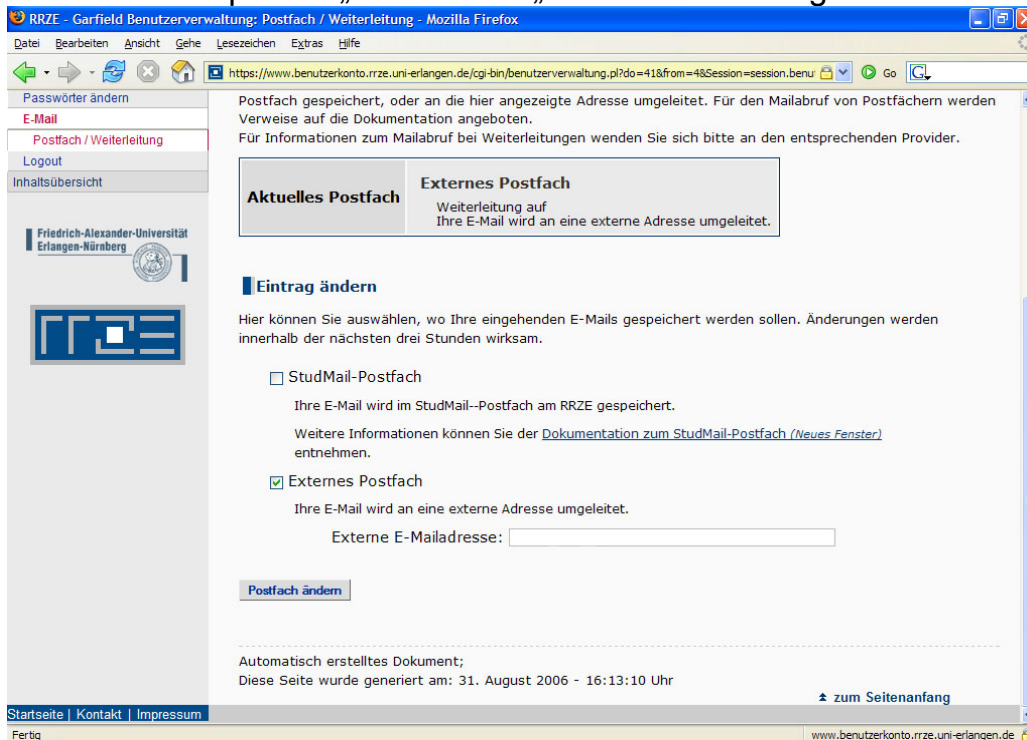 RRZE - Garfield Benutzerverwaltung: Postfach / Weiterleitung - Mozilla Firefox
Datei Bearbeiten Ansicht Gehe Lesezeichen Extras Hilfe
https://www.benutzerkonto.rrze.uni-erlangen.de/cgi-bin/benutzerverwaltung.pl?do=41&from=4&Session=session.benu Go G
Passwörter ändern
E-Mail
Postfach / Weiterleitung
Logout
Inhaltsübersicht
Friedrich-Alexander-Universität
Erlangen-Nürnberg
RRZE
Postfach gespeichert, oder an die hier angezeigte Adresse umgeleitet. Für den Mailabruf von Postfächern werden
Verweise auf die Dokumentation angeboten.
Für Informationen zum Mailabruf bei Weiterleitungen wenden Sie sich bitte an den entsprechenden Provider.
Aktuelles Postfach
Externes Postfach
Weiterleitung auf
Ihre E-Mail wird an eine externe Adresse umgeleitet.
Eintrag ändern
Hier können Sie auswählen, wo Ihre eingehenden E-Mails gespeichert werden sollen. Änderungen werden
innerhalb der nächsten drei Stunden wirksam.
StudMail-Postfach
Ihre E-Mail wird im StudMail--Postfach am RRZE gespeichert.
Weitere Informationen können Sie der Dokumentation zum StudMail-Postfach (Neues Fenster)
entnehmen.
Externes Postfach
Ihre E-Mail wird an eine externe Adresse umgeleitet.
Externe E-Mailadresse:
Postfach ändern
Automatisch erstelltes Dokument;
Diese Seite wurde generiert am: 31. August 2006 - 16:13:10 Uhr
zum Seitenanfang
Startseite | Kontakt | Impressum
Fertig
www.benutzerkonto.rrze.uni-erlangen.de